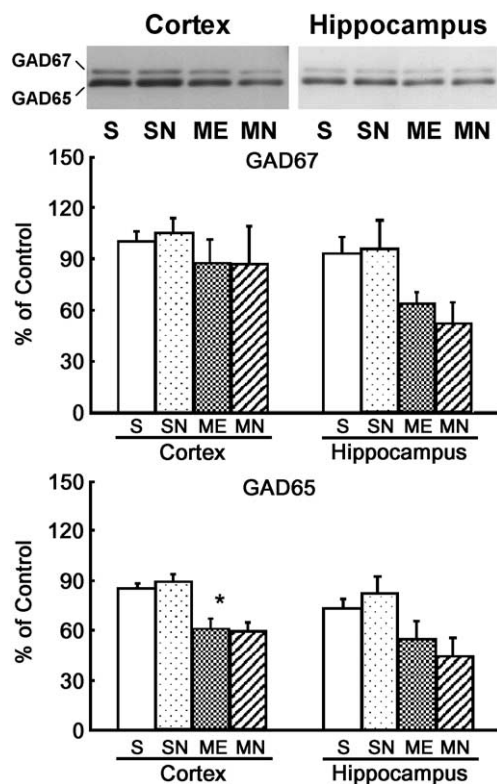 Cortex Hippocampus
GAD67
GAD65
S SN ME MN S SN ME MN
GAD67
150
120
90
60
30
0
% of Control
S SN ME MN S SN ME MN
Cortex Hippocampus
GAD65
150
120
90
60
30
0
% of Control
*
S SN ME MN S SN ME MN
Cortex Hippocampus